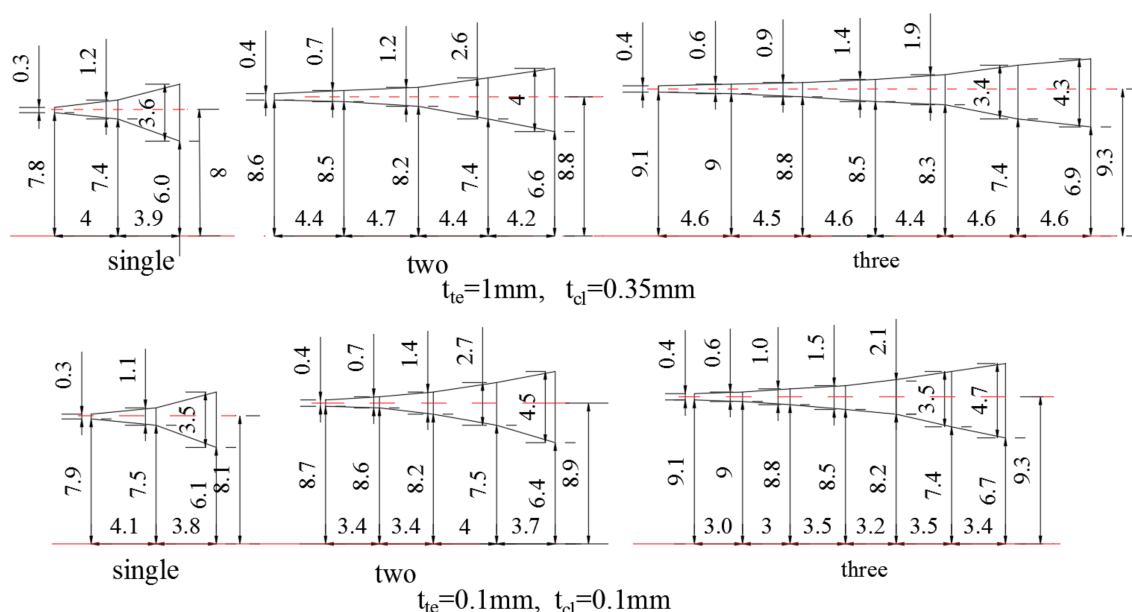 0.3 1.2 3.6 7.8 7.4 6.0 8
4 3.9
single
0.4 0.7 1.2 2.6 4 8.6 8.5 8.2 7.4 6.6 8.8
4.4 4.7 4.4 4.2
two
0.4 0.6 0.9 1.4 1.9 3.4 4.3 9.1 9 8.8 8.5 8.3 7.4 6.9 9.3
4.6 4.5 4.6 4.4 4.6 4.6
three
t_te=1mm, t_cl=0.35mm
0.3 1.1 3.5 7.9 7.5 6.1 8.1
4.1 3.8
single
0.4 0.7 1.4 2.7 4.5 8.7 8.6 8.2 7.5 6.4 8.9
3.4 3.4 4 3.7
two
0.4 0.6 1.0 1.5 2.1 3.5 4.7 9.1 9 8.8 8.5 8.2 7.4 6.7 9.3
3.0 3 3.5 3.2 3.5 3.4
three
t_te=0.1mm, t_cl=0.1mm